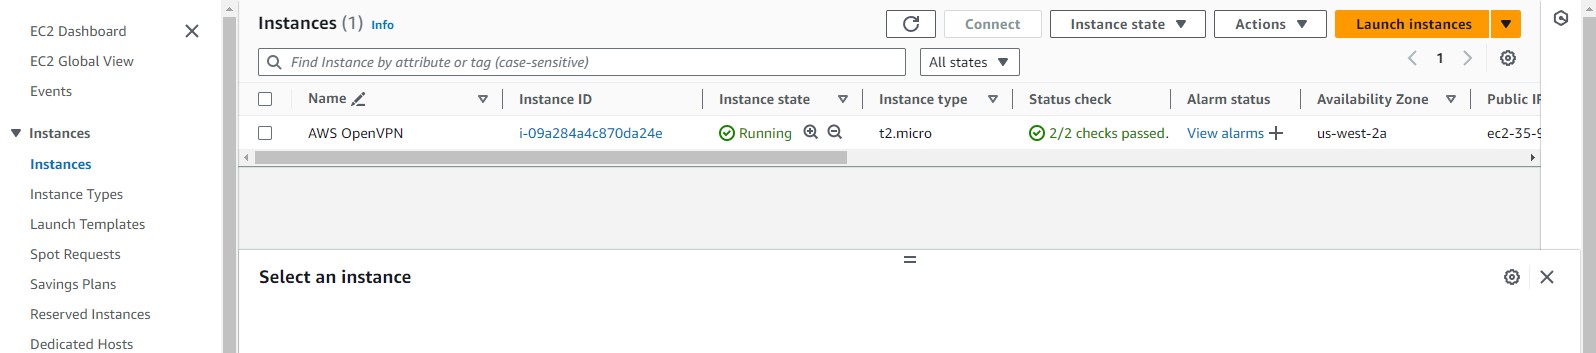 EC2 Dashboard
EC2 Global View
Events
Instances
Instances
Instance Types
Launch Templates
Spot Requests
Savings Plans
Reserved Instances
Dedicated Hosts
Instances (1) Info
Connect Instance state Actions Launch instances
Find Instance by attribute or tag (case-sensitive) All states 1
Name Instance ID Instance state Instance type Status check Alarm status Availability Zone Public
AWS OpenVPN i-09a284a4c870da24e Running t2.micro 2/2 checks passed. View alarms us-west-2a
Select an instance